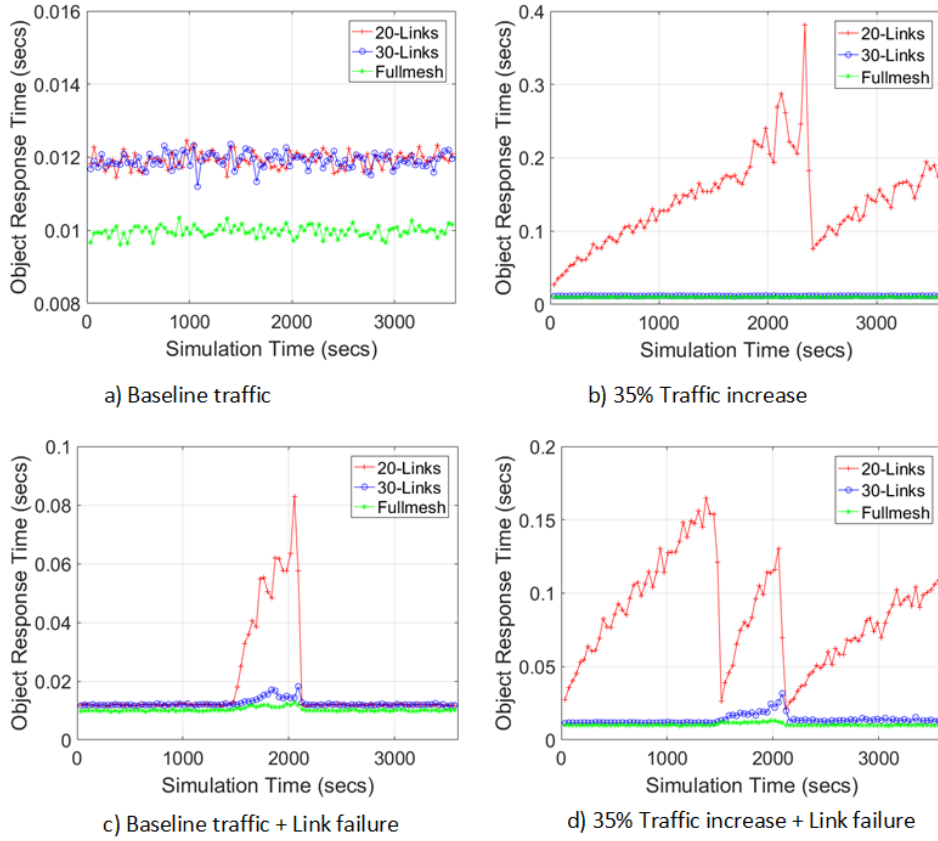 0.016
0.014
0.012
0.01
0.008
Object Response Time (secs)
20-Links
30-Links
Fullmesh
0 1000 2000 3000
Simulation Time (secs)
a) Baseline traffic
0.4
0.3
0.2
0.1
0
Object Response Time (secs)
20-Links
30-Links
Fullmesh
0 1000 2000 3000
Simulation Time (secs)
b) 35% Traffic increase
0.1
0.08
0.06
0.04
0.02
0
Object Response Time (secs)
20-Links
30-Links
Fullmesh
0 1000 2000 3000
Simulation Time (secs)
c) Baseline traffic + Link failure
0.2
0.15
0.1
0.05
0
Object Response Time (secs)
20-Links
30-Links
Fullmesh
0 1000 2000 3000
Simulation Time (secs)
d) 35% Traffic increase + Link failure